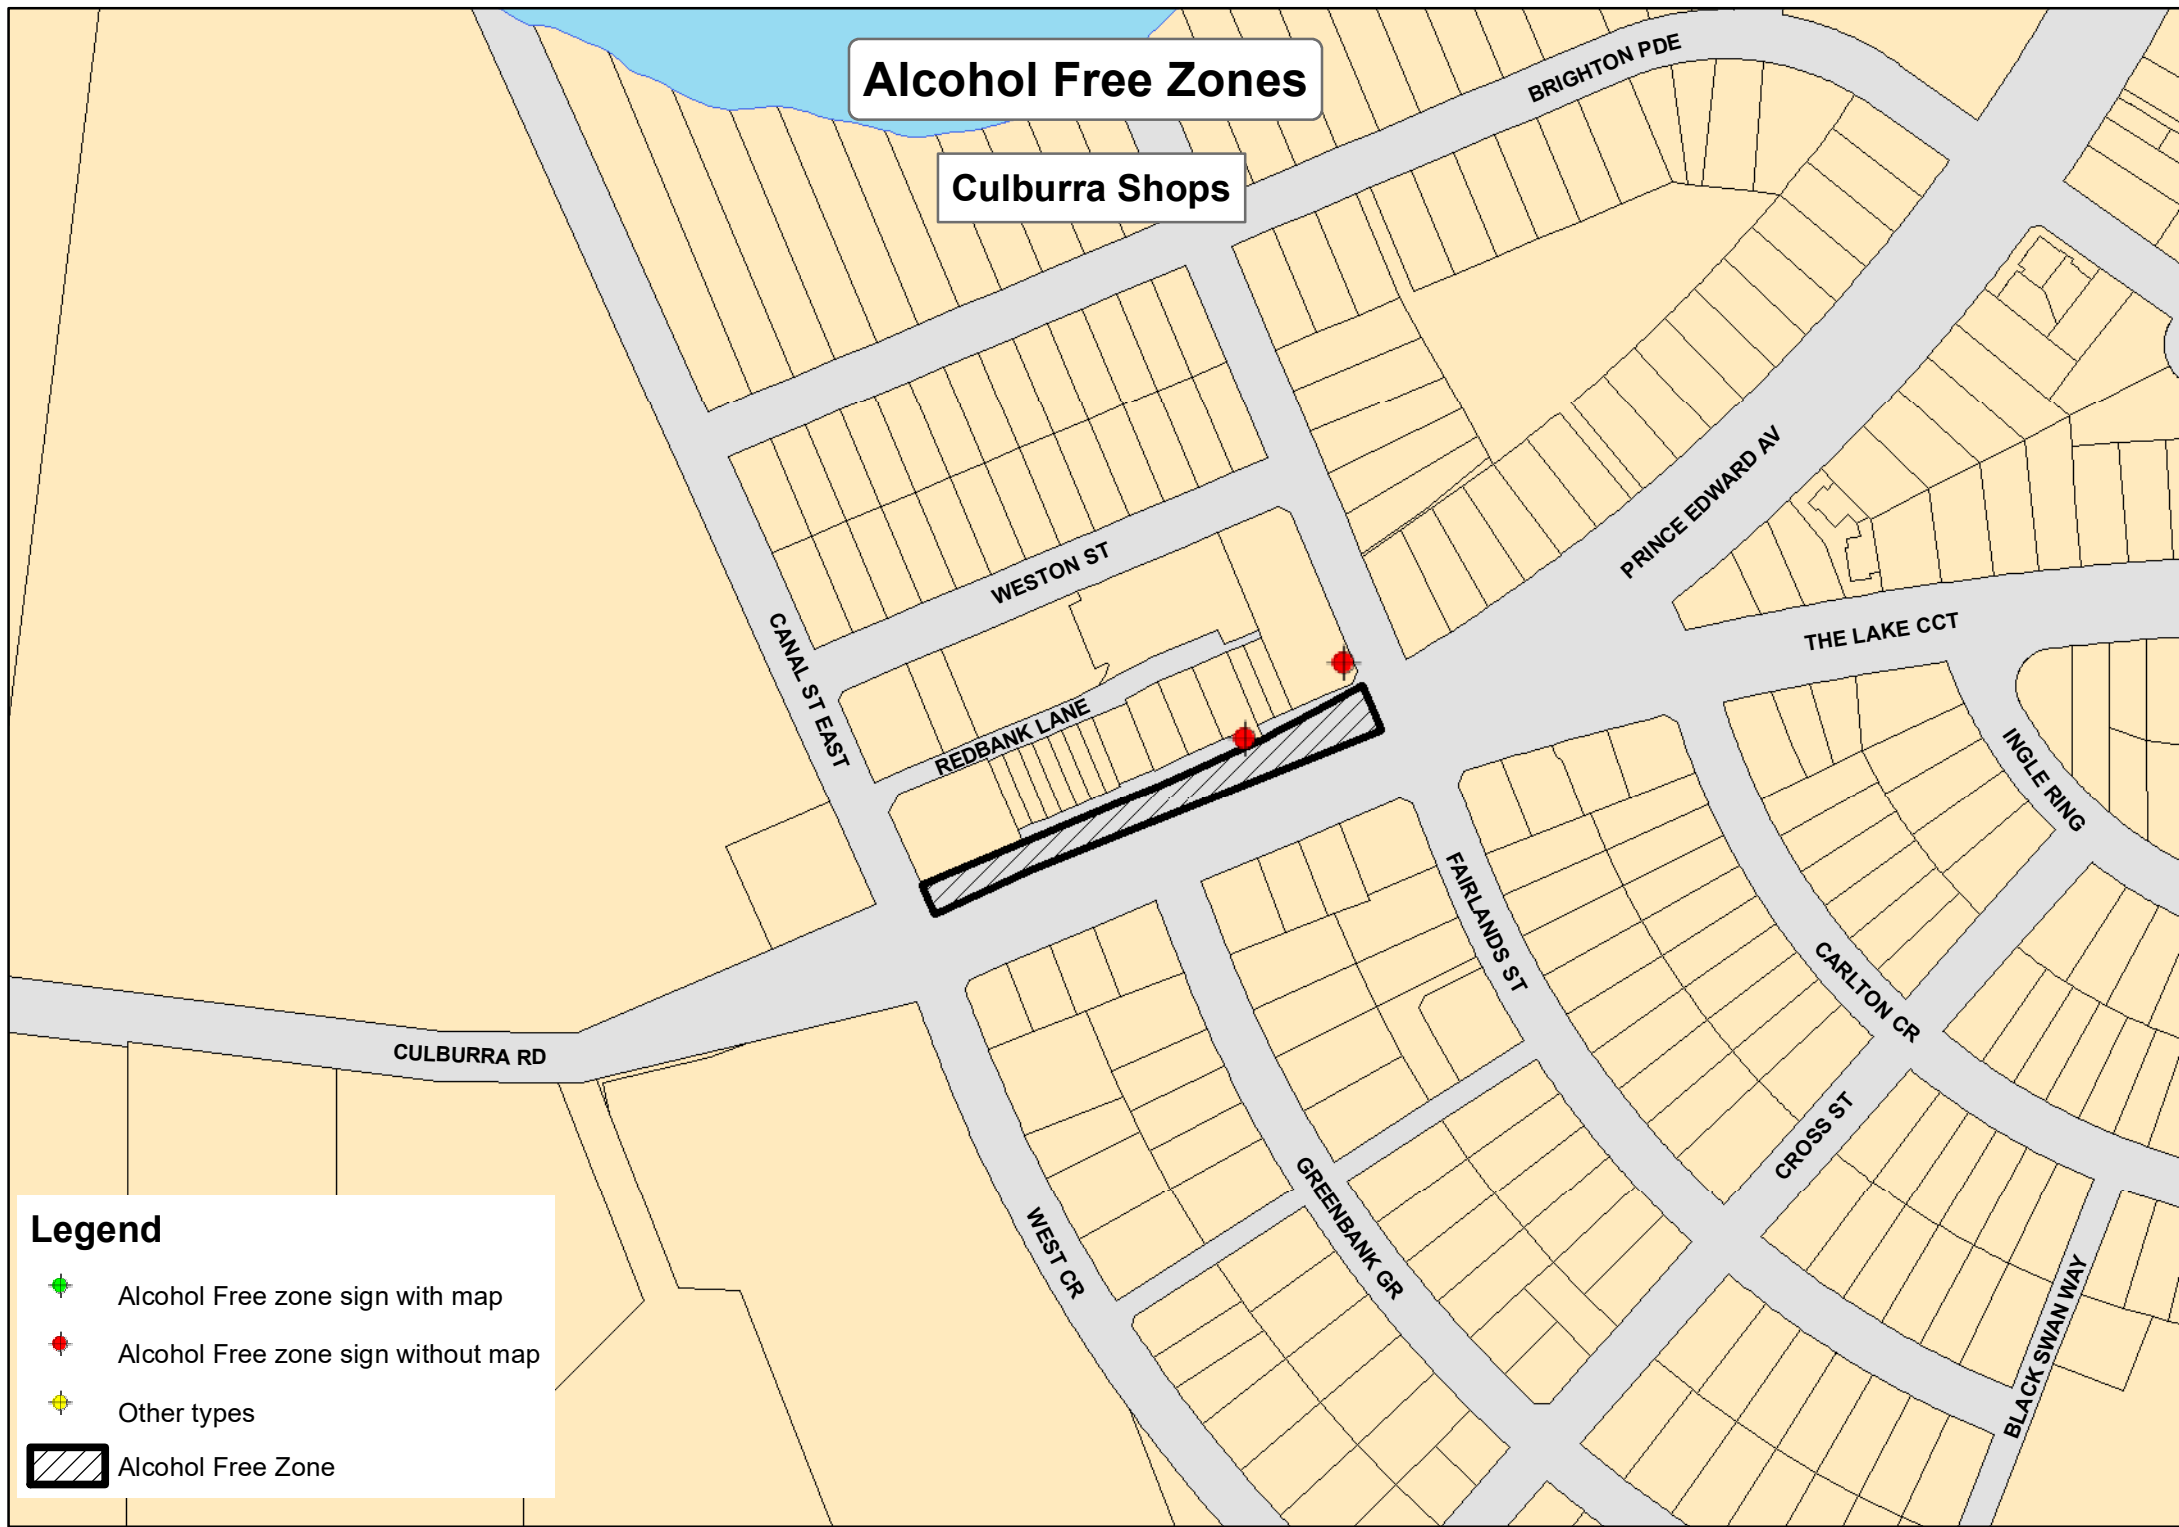 Alcohol Free Zones
Culburra Shops
BRIGHTON PDE
PRINCE EDWARD AV
WESTON ST
THE LAKE CCT
CANAL ST EAST
REDBANK LANE
INGLE RING
FAIRLANDS ST
CARLTON CR
CULBURRA RD
CROSS ST
GREENBANK GR
WEST CR
BLACK SWAN WAY
Legend
Alcohol Free zone sign with map
Alcohol Free zone sign without map
Other types
Alcohol Free Zone